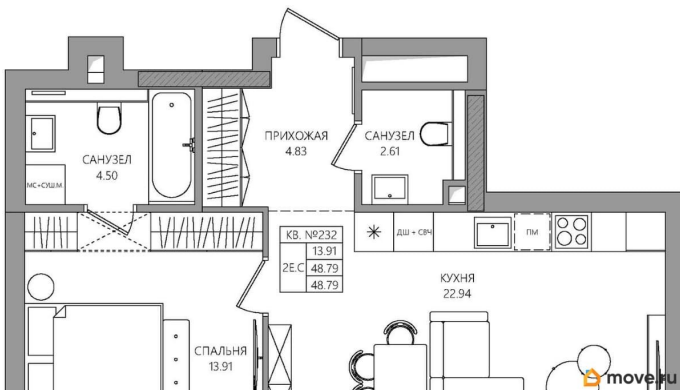 САНУЗЕЛ
4.50
МС+СУШ.М.
ПРИХОЖАЯ
4.83
САНУЗЕЛ
2.61
КВ. №232
2Е.С
13.91
48.79
48.79
ДШ + СВЧ
ПМ
КУХНЯ
22.94
СПАЛЬНЯ
13.91
move.ru